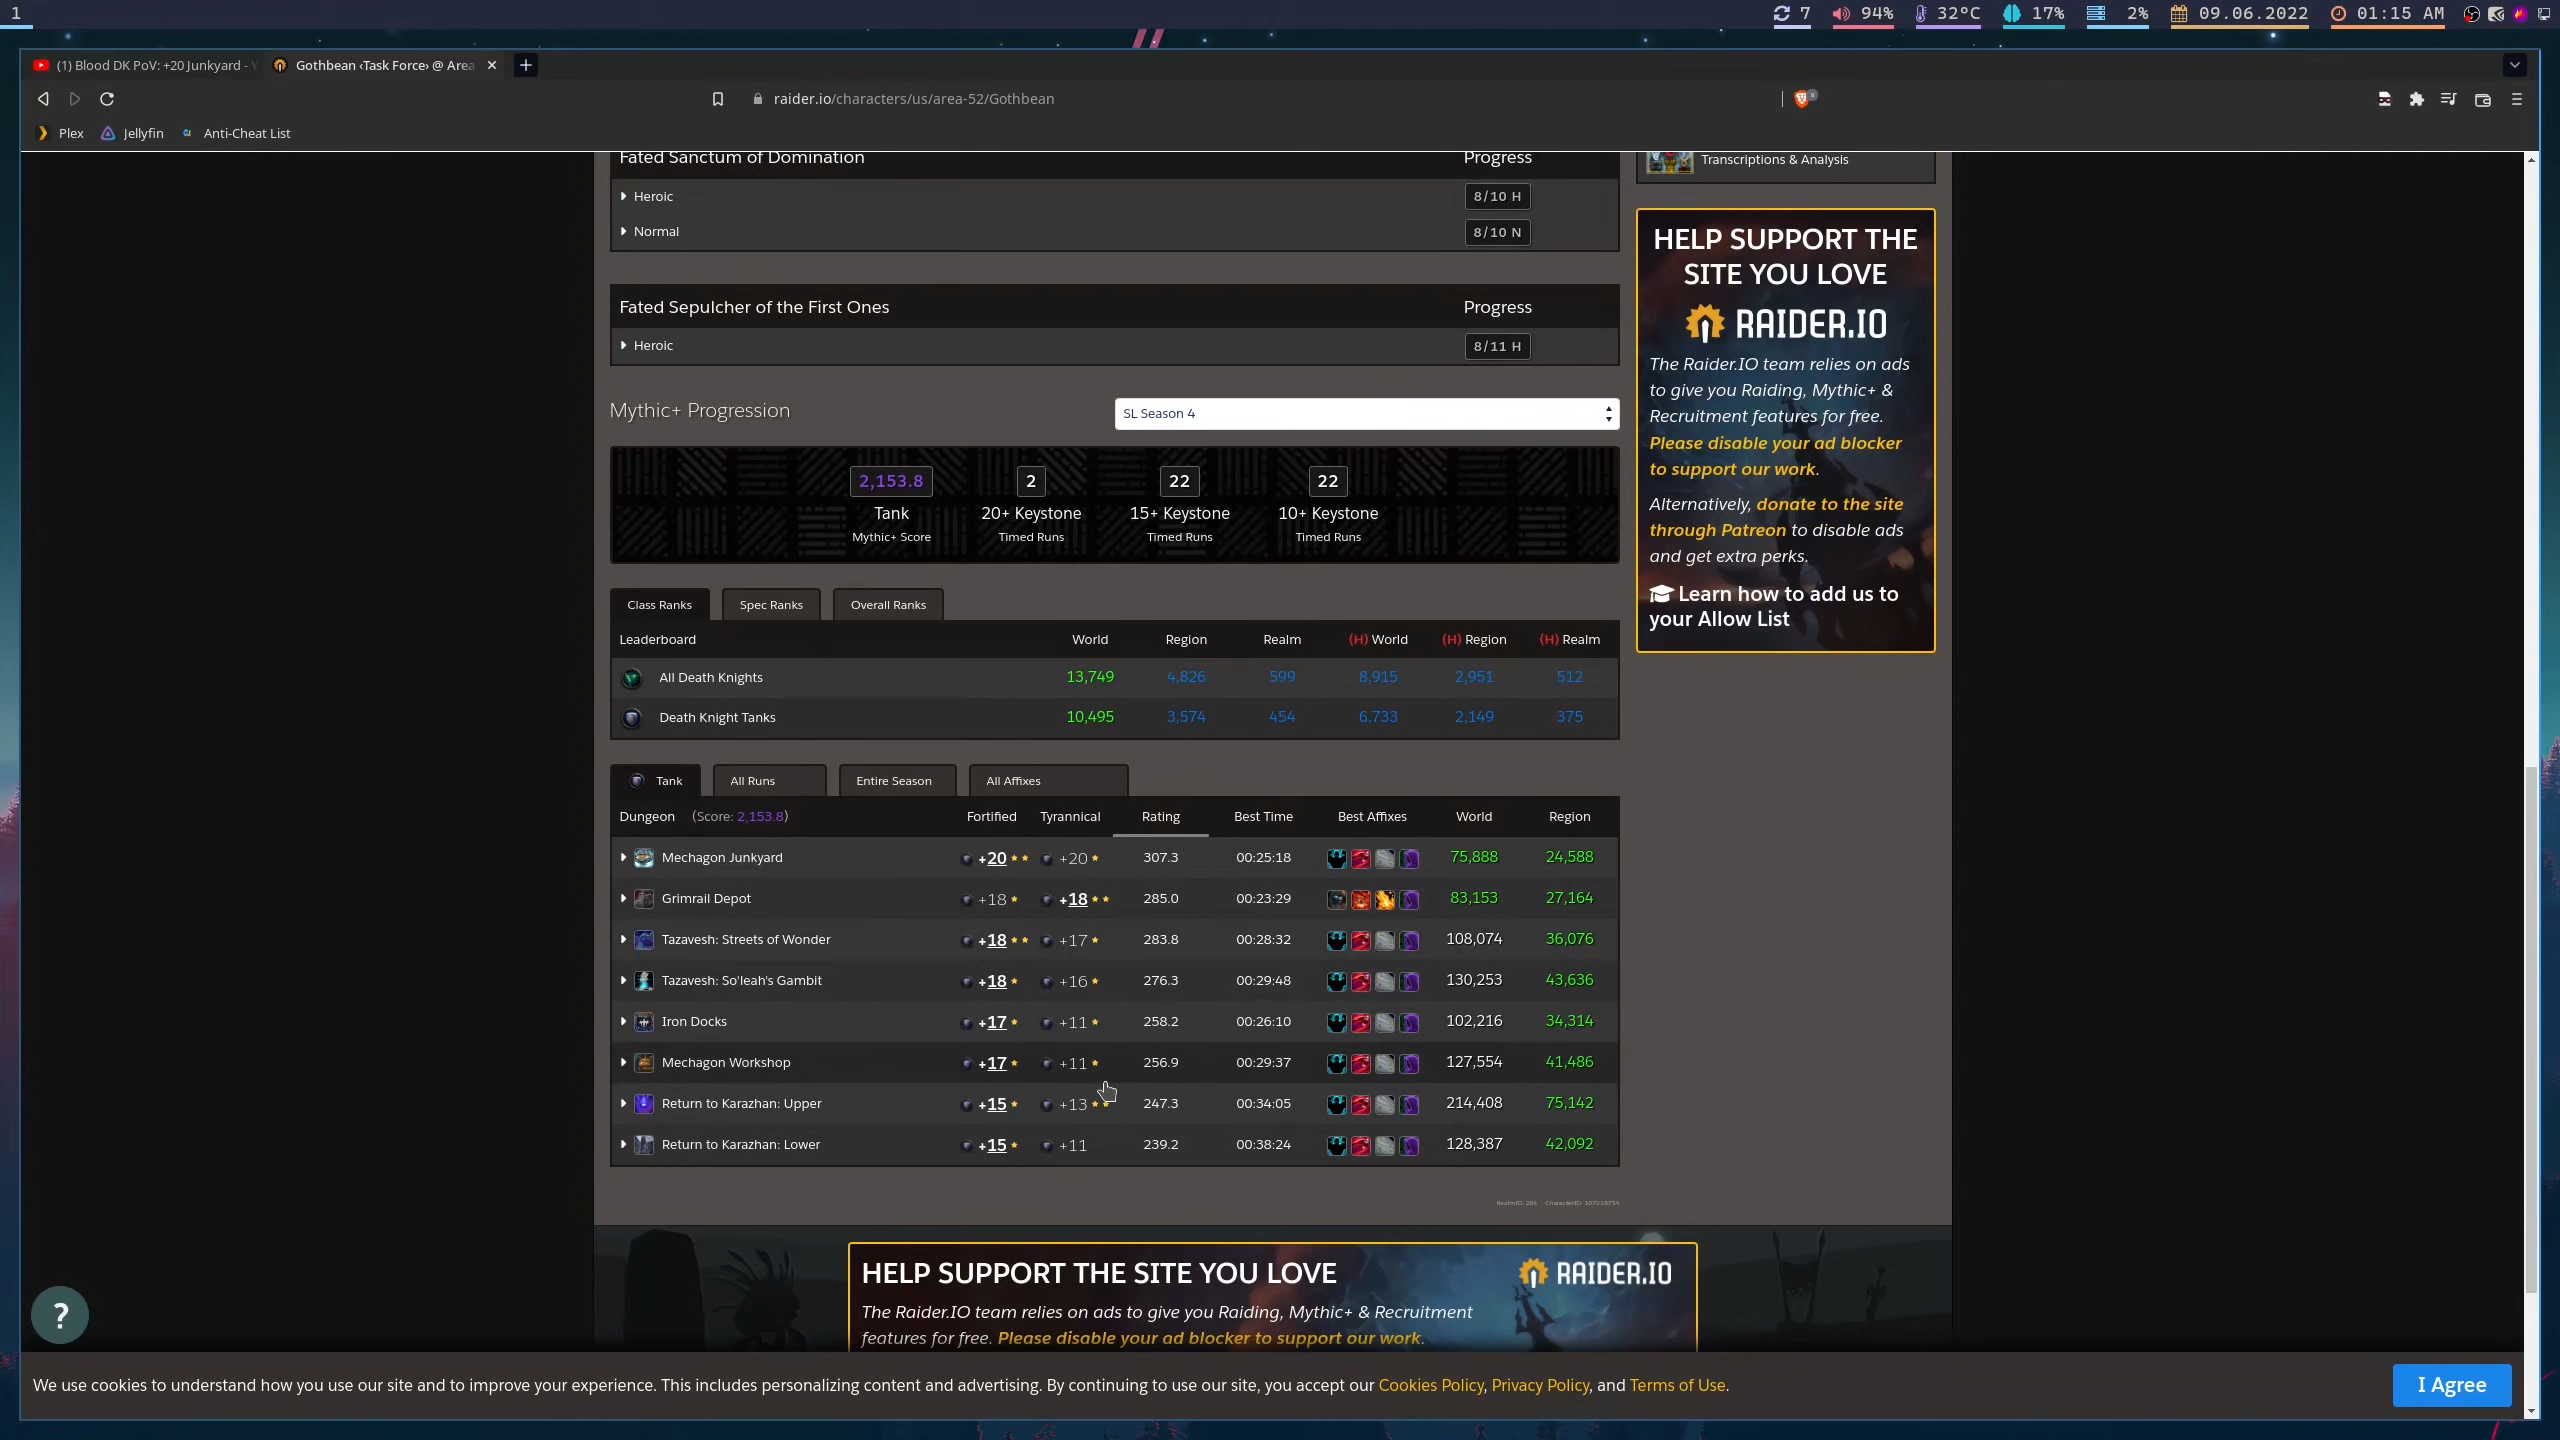 1 7 94% 32°C 17% 2% 09.06.2022 01:15 AM
(1) Blood DK PoV: +20 Junkyard - Gothbean ‹Task Force› @ Area
raider.io/characters/us/area-52/Gothbean
Plex Jellyfin Anti-Cheat List
Fated Sanctum of Domination Progress
Heroic 8/10 H
Normal 8/10 N
Fated Sepulcher of the First Ones Progress
Heroic 8/11 H
Transcriptions & Analysis
HELP SUPPORT THE
SITE YOU LOVE
RAIDER.IO
The Raider.IO team relies on ads
to give you Raiding, Mythic+ &
Recruitment features for free.
Please disable your ad blocker
to support our work.
Alternatively, donate to the site
through Patreon to disable ads
and get extra perks.
Learn how to add us to
your Allow List
Mythic+ Progression SL Season 4
2,153.8 2 22 22
Tank 20+ Keystone 15+ Keystone 10+ Keystone
Mythic+ Score Timed Runs Timed Runs Timed Runs
Class Ranks Spec Ranks Overall Ranks
Leaderboard World Region Realm (H) World (H) Region (H) Realm
All Death Knights 13,749 4,826 599 8,915 2,951 512
Death Knight Tanks 10,495 3,574 454 6,733 2,149 375
Tank All Runs Entire Season All Affixes
Dungeon (Score: 2,153.8) Fortified Tyrannical Rating Best Time Best Affixes World Region
Mechagon Junkyard +20 +20 307.3 00:25:18 75,888 24,588
Grimrail Depot +18 +18 285.0 00:23:29 83,153 27,164
Tazavesh: Streets of Wonder +18 +17 283.8 00:28:32 108,074 36,076
Tazavesh: So'leah's Gambit +18 +16 276.3 00:29:48 130,253 43,636
Iron Docks +17 +11 258.2 00:26:10 102,216 34,314
Mechagon Workshop +17 +11 256.9 00:29:37 127,554 41,486
Return to Karazhan: Upper +15 +13 247.3 00:34:05 214,408 75,142
Return to Karazhan: Lower +15 +11 239.2 00:38:24 128,387 42,092
HELP SUPPORT THE SITE YOU LOVE RAIDER.IO
The Raider.IO team relies on ads to give you Raiding, Mythic+ & Recruitment
features for free. Please disable your ad blocker to support our work.
?
We use cookies to understand how you use our site and to improve your experience. This includes personalizing content and advertising. By continuing to use our site, you accept our Cookies Policy, Privacy Policy, and Terms of Use. I Agree